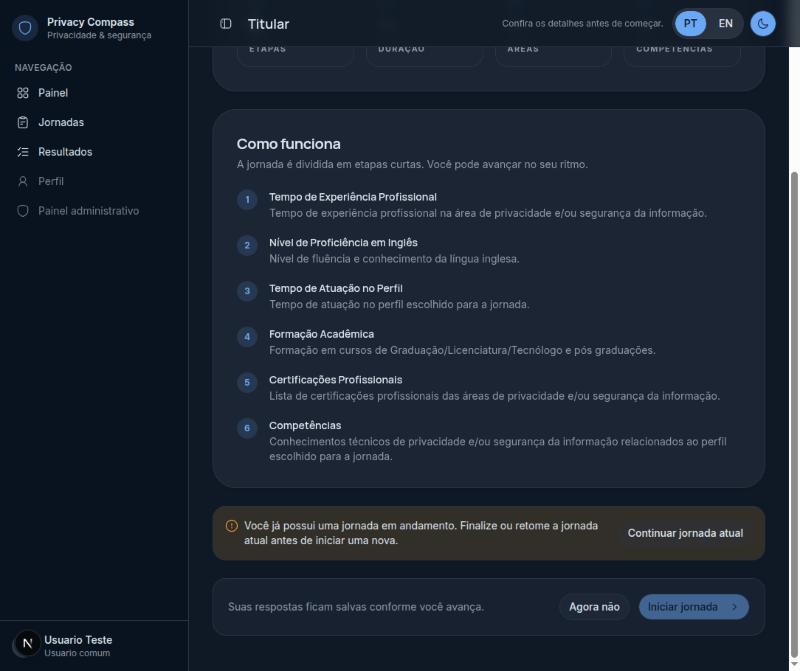 Privacy Compass
Privacidade & segurança
NAVEGAÇÃO
Painel
Jornadas
Resultados
Perfil
Painel administrativo
N
Usuario Teste
Usuario comum
Titular
Confira os detalhes antes de começar.
PT
EN
ETAPAS
DURAÇÃO
ÁREAS
COMPETÊNCIAS
Como funciona
A jornada é dividida em etapas curtas. Você pode avançar no seu ritmo.
1
Tempo de Experiência Profissional
Tempo de experiência profissional na área de privacidade e/ou segurança da informação.
2
Nível de Proficiência em Inglês
Nível de fluência e conhecimento da língua inglesa.
3
Tempo de Atuação no Perfil
Tempo de atuação no perfil escolhido para a jornada.
4
Formação Acadêmica
Formação em cursos de Graduação/Licenciatura/Tecnólogo e pós graduações.
5
Certificações Profissionais
Lista de certificações profissionais das áreas de privacidade e/ou segurança da informação.
6
Competências
Conhecimentos técnicos de privacidade e/ou segurança da informação relacionados ao perfil
escolhido para a jornada.
Você já possui uma jornada em andamento. Finalize ou retome a jornada
atual antes de iniciar uma nova.
Continuar jornada atual
Suas respostas ficam salvas conforme você avança.
Agora não
Iniciar jornada